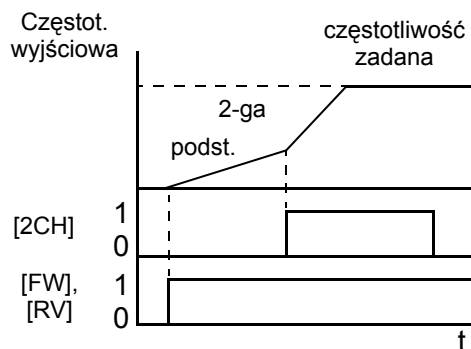 Częstot.
wyjściowa
częstotliwość
zadana
2-ga
podst.
[2CH]
1
0
[FW],
[RV]
1
0
t